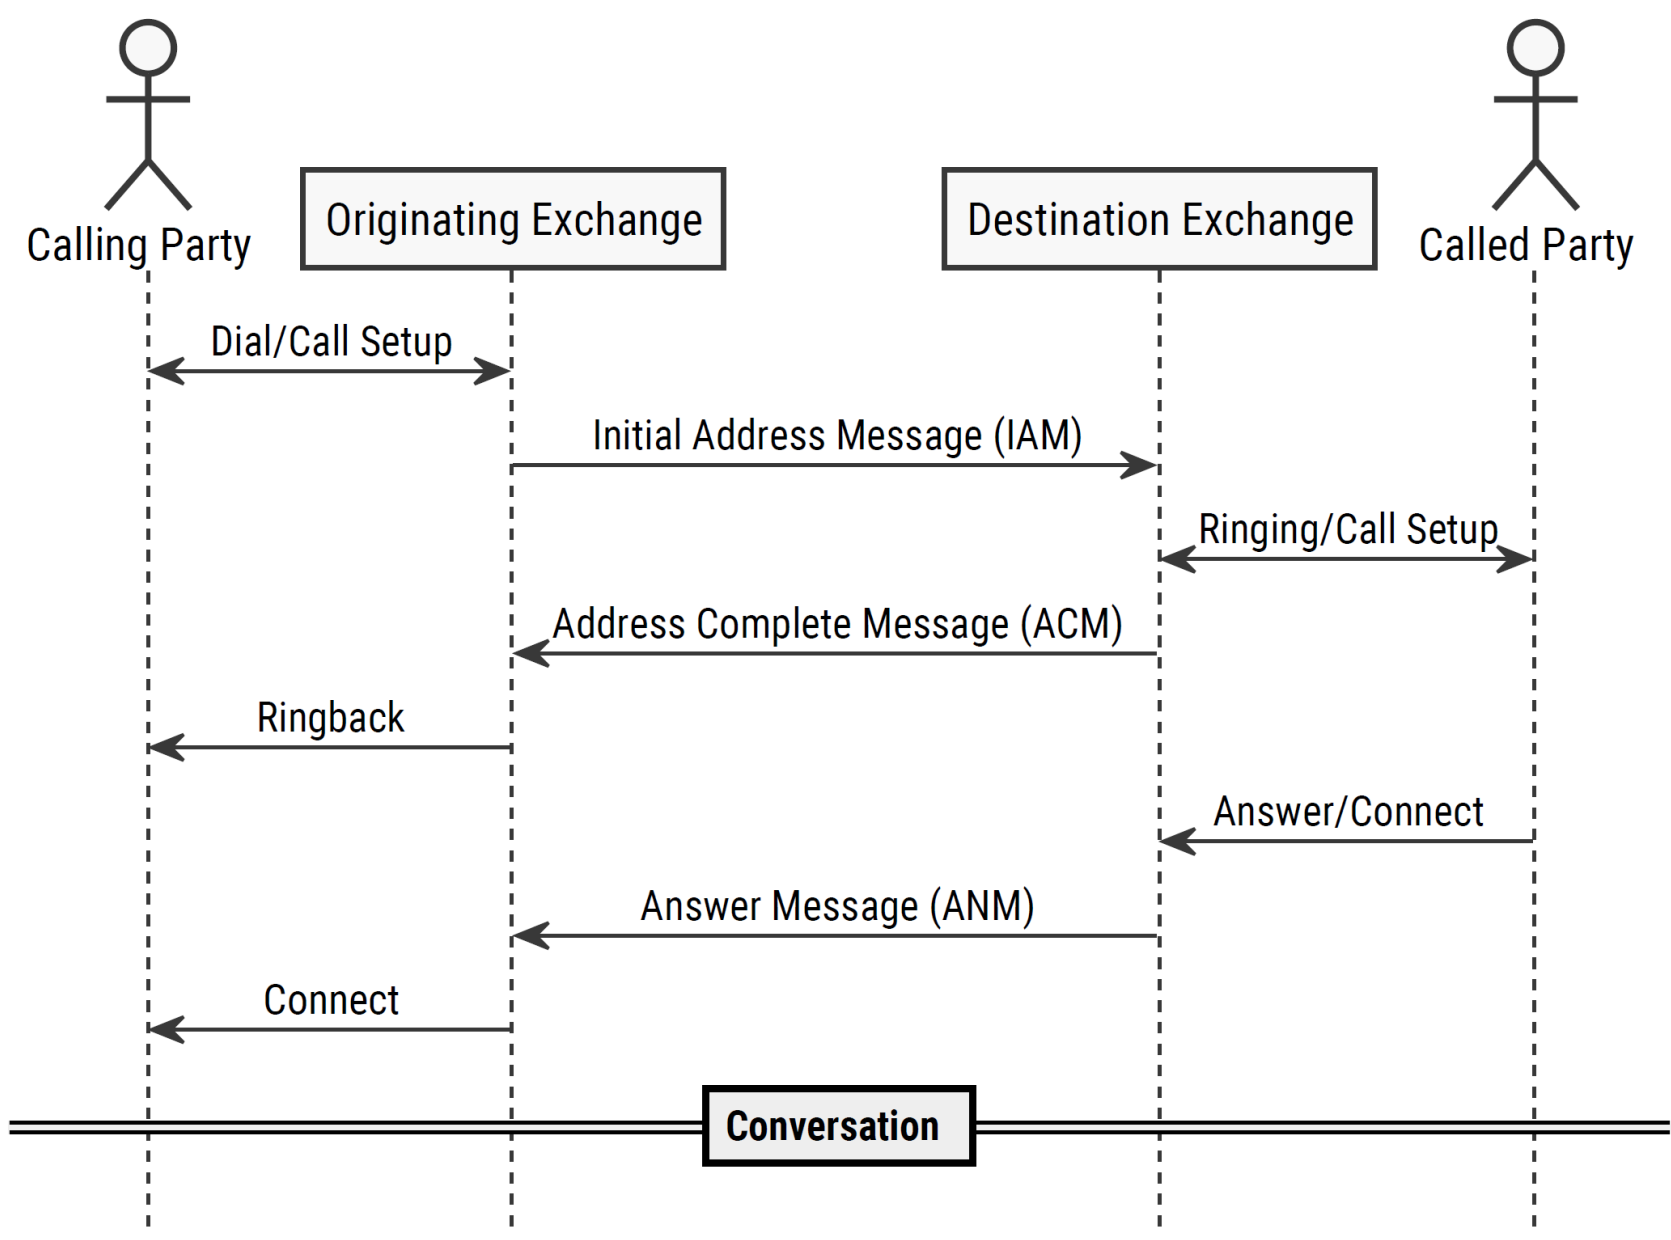 Calling Party
Originating Exchange
Destination Exchange
Called Party
Dial/Call Setup
Initial Address Message (IAM)
Ringing/Call Setup
Address Complete Message (ACM)
Ringback
Answer/Connect
Answer Message (ANM)
Connect
Conversation